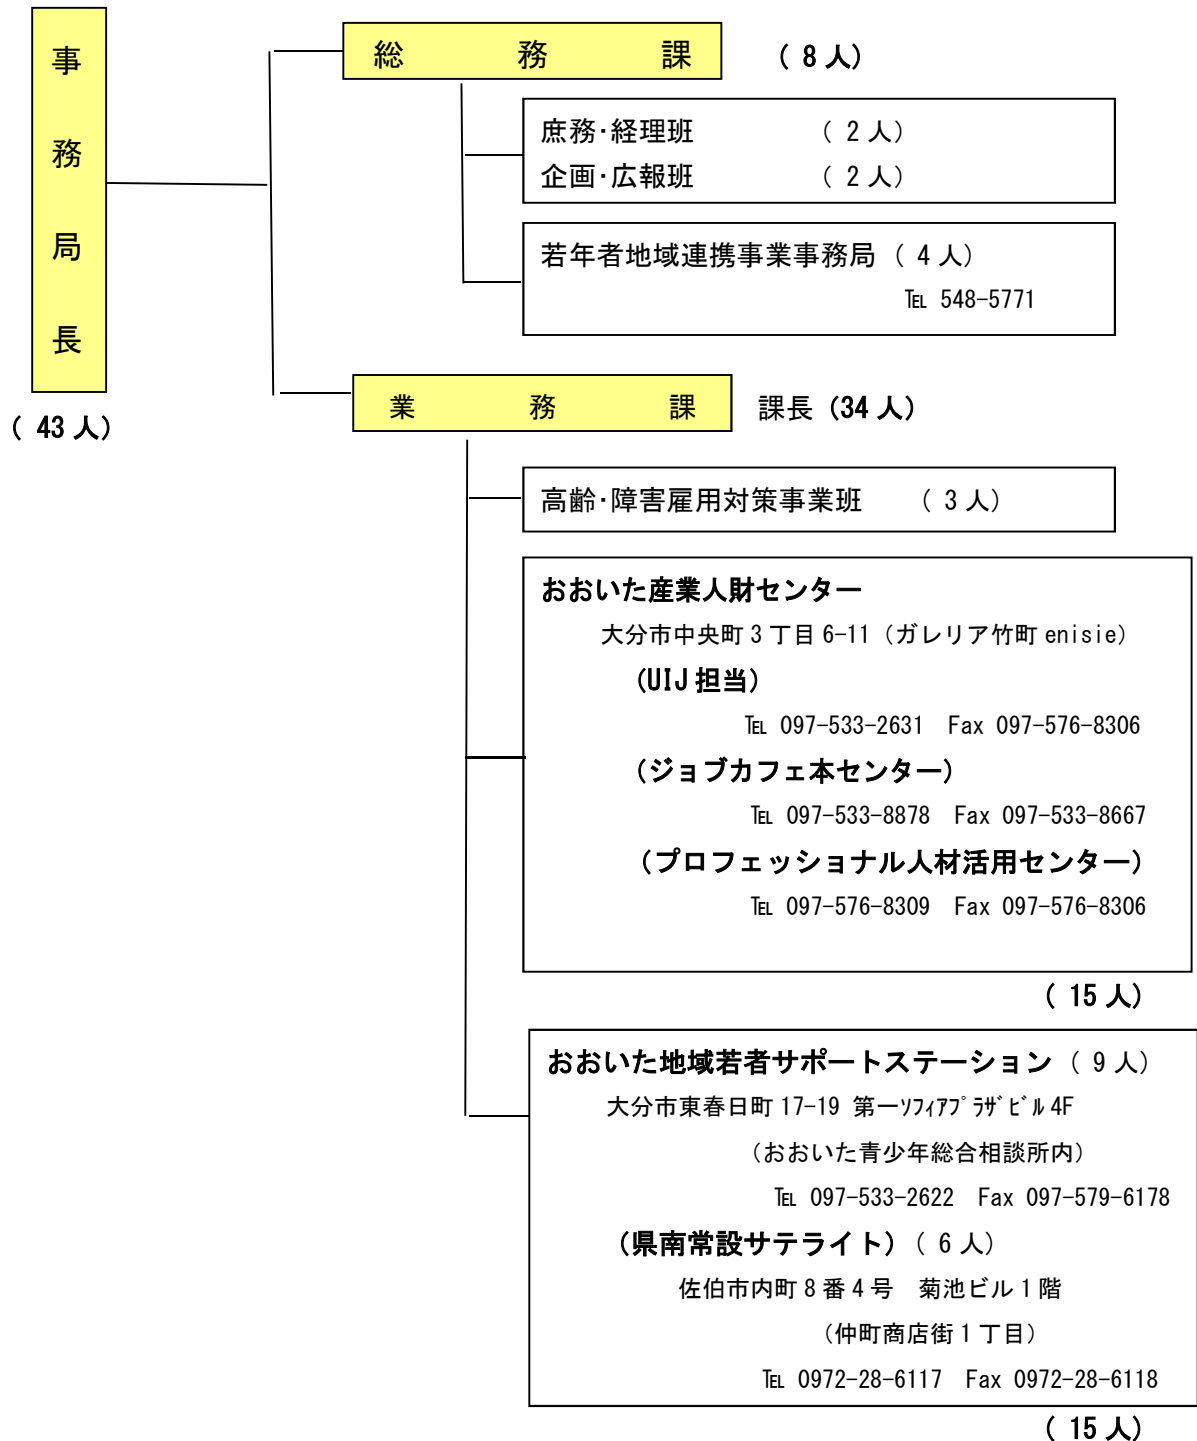 事務局長
( 43 人)
総務課 ( 8 人)
庶務・経理班 ( 2 人)
企画・広報班 ( 2 人)
若年者地域連携事業事務局 ( 4 人)
℡ 548-5771
業務課 課長 (34 人)
高齢・障害雇用対策事業班 ( 3 人)
おおいた産業人財センター
大分市中央町 3 丁目 6-11 (ガレリア竹町 enisie)
(UIJ 担当)
℡ 097-533-2631 Fax 097-576-8306
(ジョブカフェ本センター)
℡ 097-533-8878 Fax 097-533-8667
(プロフェッショナル人材活用センター)
℡ 097-576-8309 Fax 097-576-8306
( 15 人)
おおいた地域若者サポートステーション ( 9 人)
大分市東春日町 17-19 第一ソフィアプラザビル 4F
(おおいた青少年総合相談所内)
℡ 097-533-2622 Fax 097-579-6178
(県南常設サテライト) ( 6 人)
佐伯市内町 8 番 4 号 菊池ビル 1 階
(仲町商店街 1 丁目)
℡ 0972-28-6117 Fax 0972-28-6118
( 15 人)